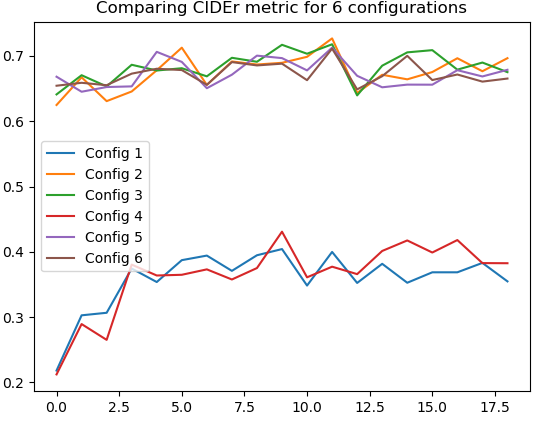 Comparing CIDEr metric for 6 configurations
0.7
0.6
0.5
0.4
0.3
0.2
Config 1
Config 2
Config 3
Config 4
Config 5
Config 6
0.0 2.5 5.0 7.5 10.0 12.5 15.0 17.5